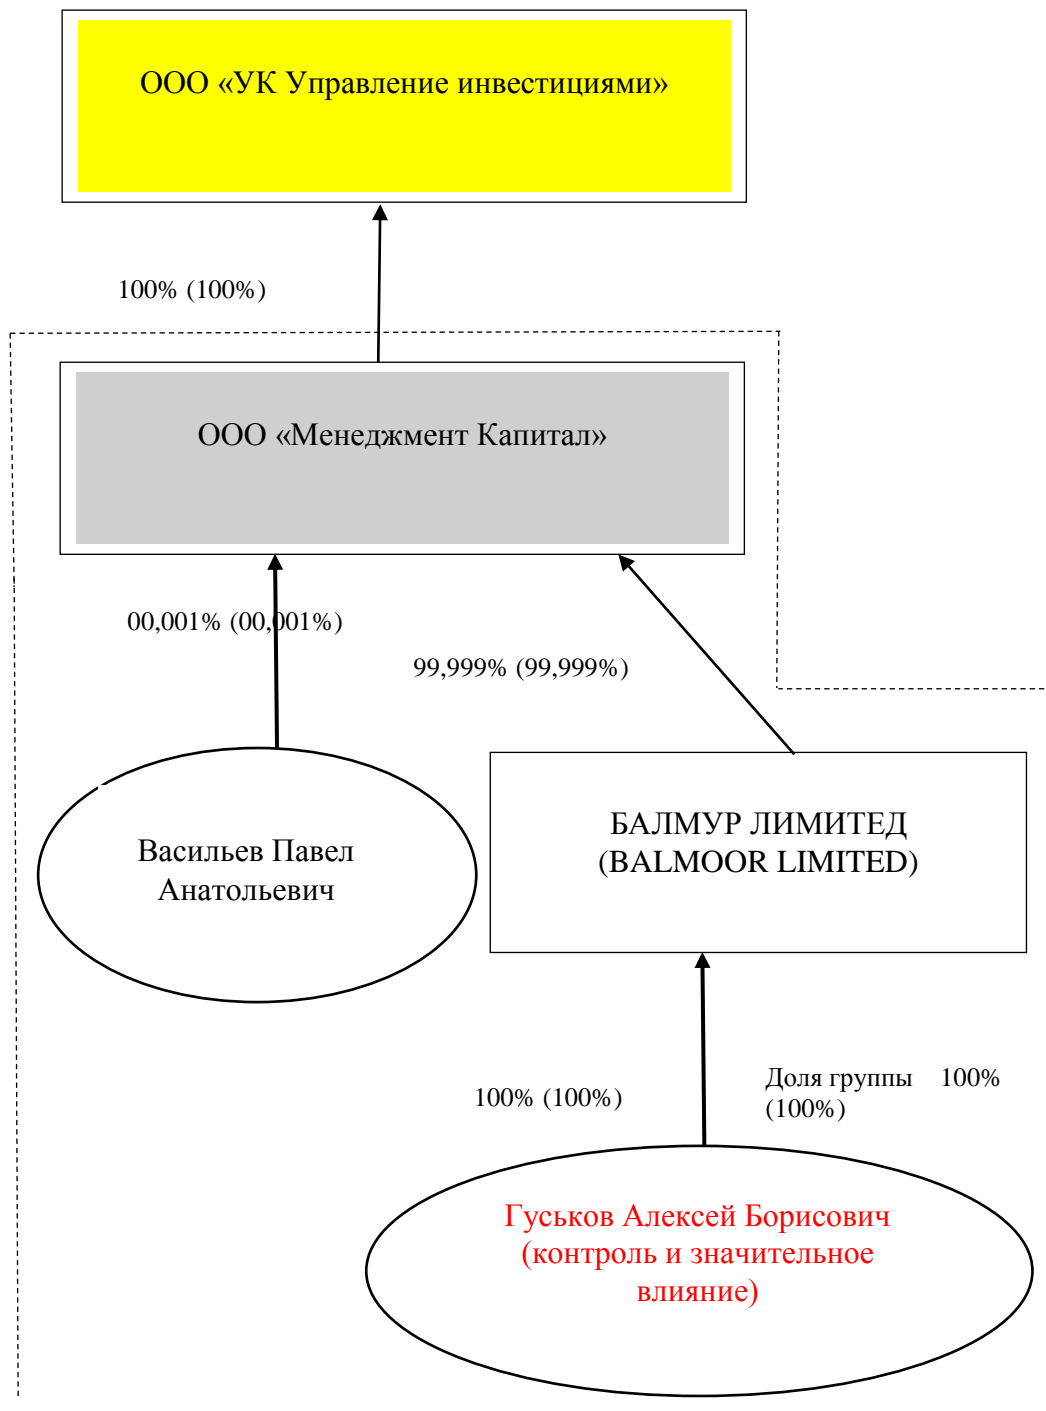 ООО «УК Управление инвестициями»
100% (100%)
ООО «Менеджмент Капитал»
00,001% (00,001%)
99,999% (99,999%)
Васильев Павел
Анатольевич
БАЛМУР ЛИМИТЕД
(BALMOOR LIMITED)
100% (100%)
Доля группы 100%
(100%)
Гуськов Алексей Борисович
(контроль и значительное
влияние)